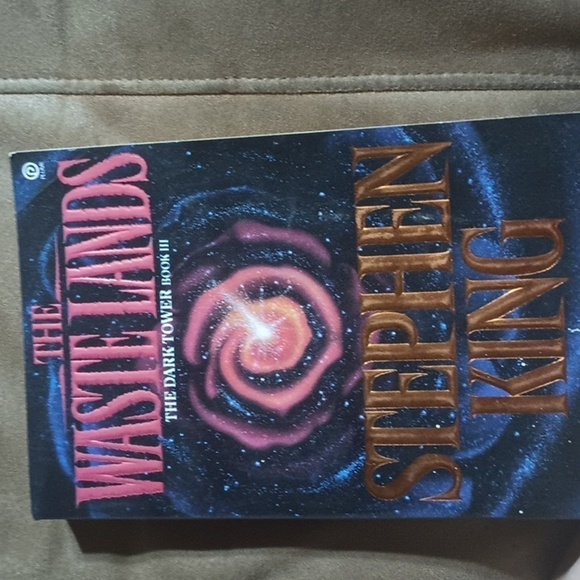 THE
WASTE LANDS
THE DARK TOWER BOOK III
STEPHEN
KING